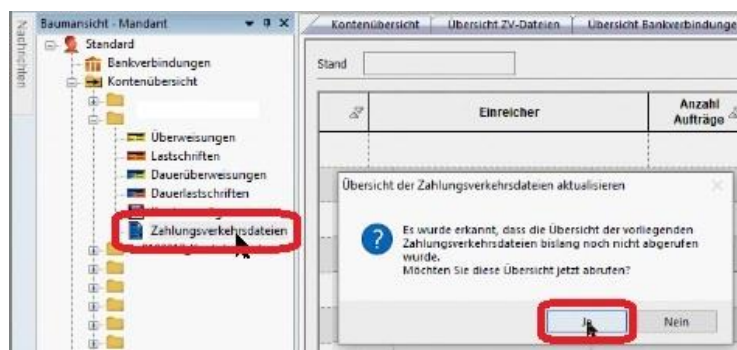 Nachrichten
Baumansicht - Mandant
Standard
Bankverbindungen
Kontenübersicht
Überweisungen
Lastschriften
Dauerüberweisungen
Dauerlastschriften
Zahlungsverkehrsdateien
Kontenübersicht
Übersicht ZV-Dateien
Übersicht Bankverbindunge
Stand
Einreicher
Anzahl
Aufträge
Übersicht der Zahlungsverkehrsdateien aktualisieren
Es wurde erkannt, dass die Übersicht der vorliegenden
Zahlungsverkehrsdateien bislang noch nicht abgerufen
wurde.
Möchten Sie diese Übersicht jetzt abrufen?
Ja
Nein